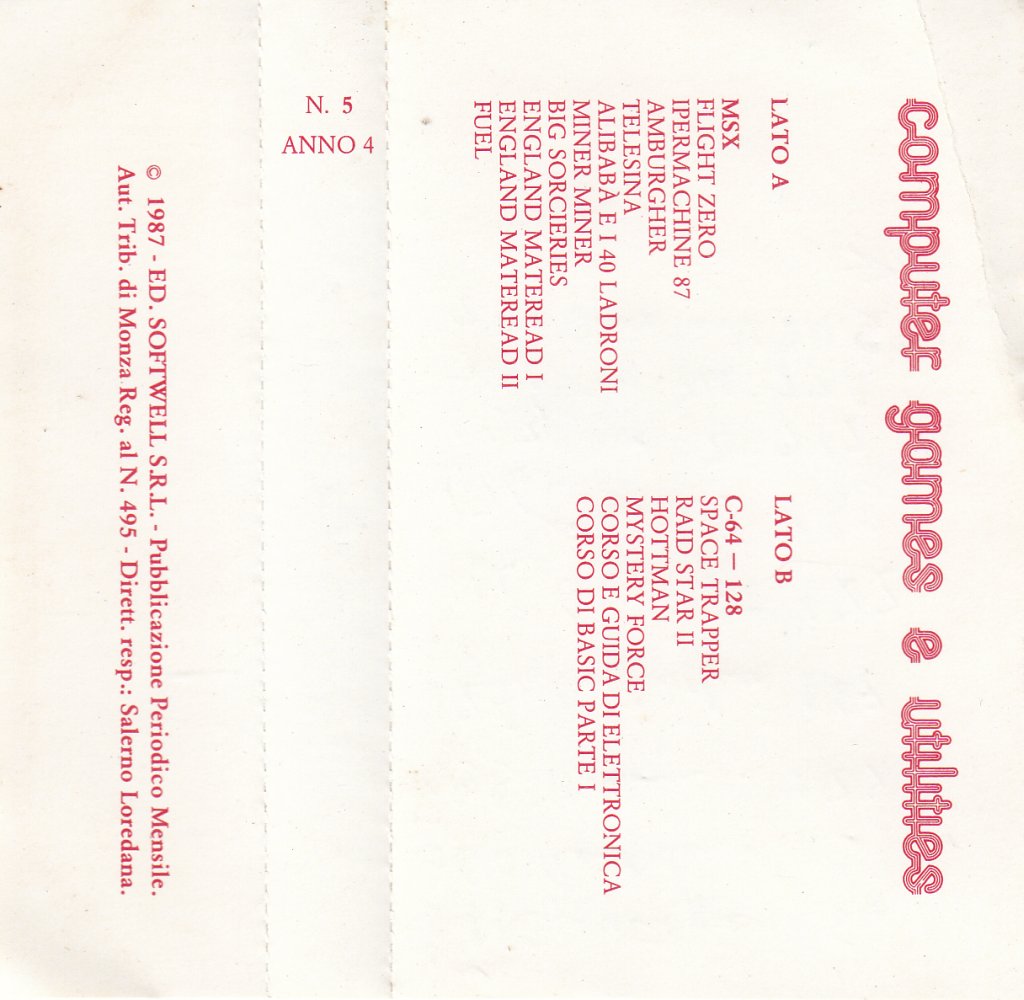 computer games e utilities
LATO A
MSX
FLIGHT ZERO
IPERMACHINE 87
AMBURGHER
TELESINA
ALIBABÀ E I 40 LADRONI
MINER MINER
BIG SORCIERIES
ENGLAND MATEREAD I
ENGLAND MATEREAD II
FUEL
LATO B
C-64 — 128
SPACE TRAPPER
RAID STAR II
HOTTMAN
MYSTERY FORCE
CORSO E GUIDA DI ELETTRONICA
CORSO DI BASIC PARTE I
N. 5
ANNO 4
© 1987 - ED. SOFTWELL S.R.L. - Pubblicazione Periodico Mensile.
Aut. Trib. di Monza Reg. al N. 495 - Dirett. resp.: Salerno Loredana.